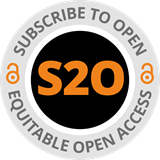 SUBSCRIBE TO OPEN
S2O
EQUITABLE OPEN ACCESS